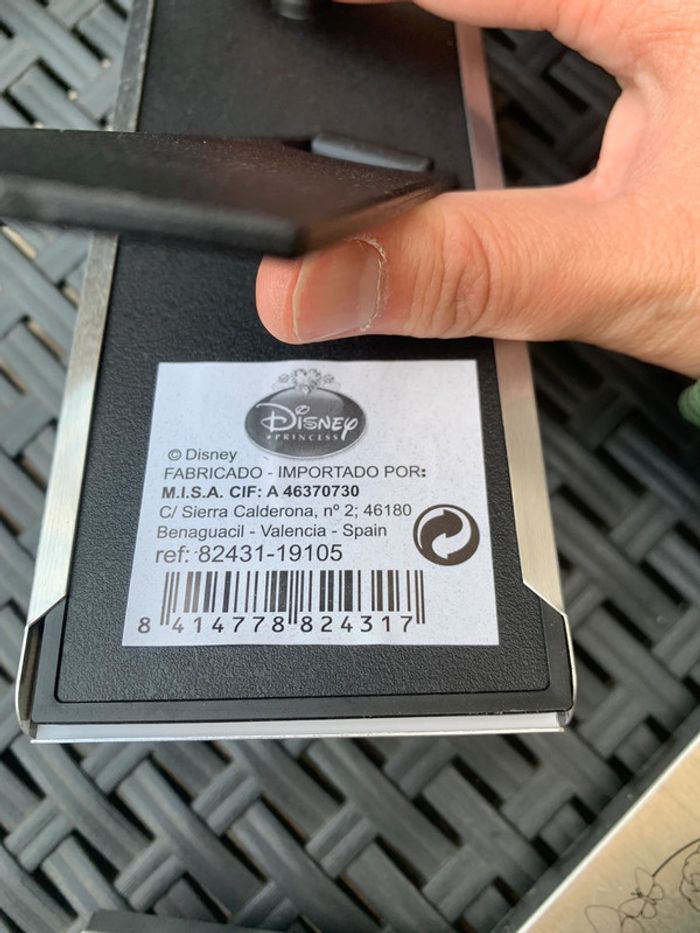 Disney
PRINCESS
© Disney
FABRICADO - IMPORTADO POR:
M.I.S.A. CIF: A 46370730
C/ Sierra Calderona, nº 2; 46180
Benaguacil - Valencia - Spain
ref: 82431-19105
8 414778 824317